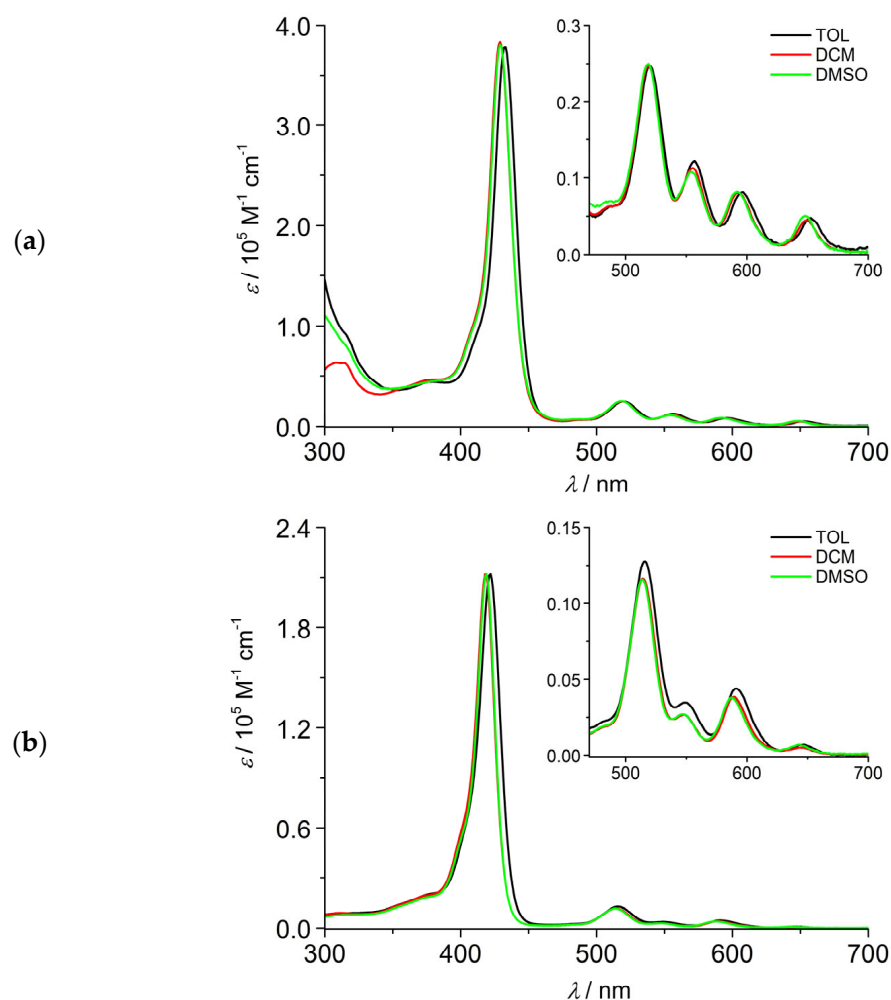 (a)
ε / 10⁵ M⁻¹ cm⁻¹
4.0
3.0
2.0
1.0
0.0
300 400 500 600 700
λ / nm
0.3
0.2
0.1
0.0
500 600 700
TOL
DCM
DMSO
(b)
ε / 10⁵ M⁻¹ cm⁻¹
2.4
1.8
1.2
0.6
0.0
300 400 500 600 700
λ / nm
0.15
0.10
0.05
0.00
500 600 700
TOL
DCM
DMSO